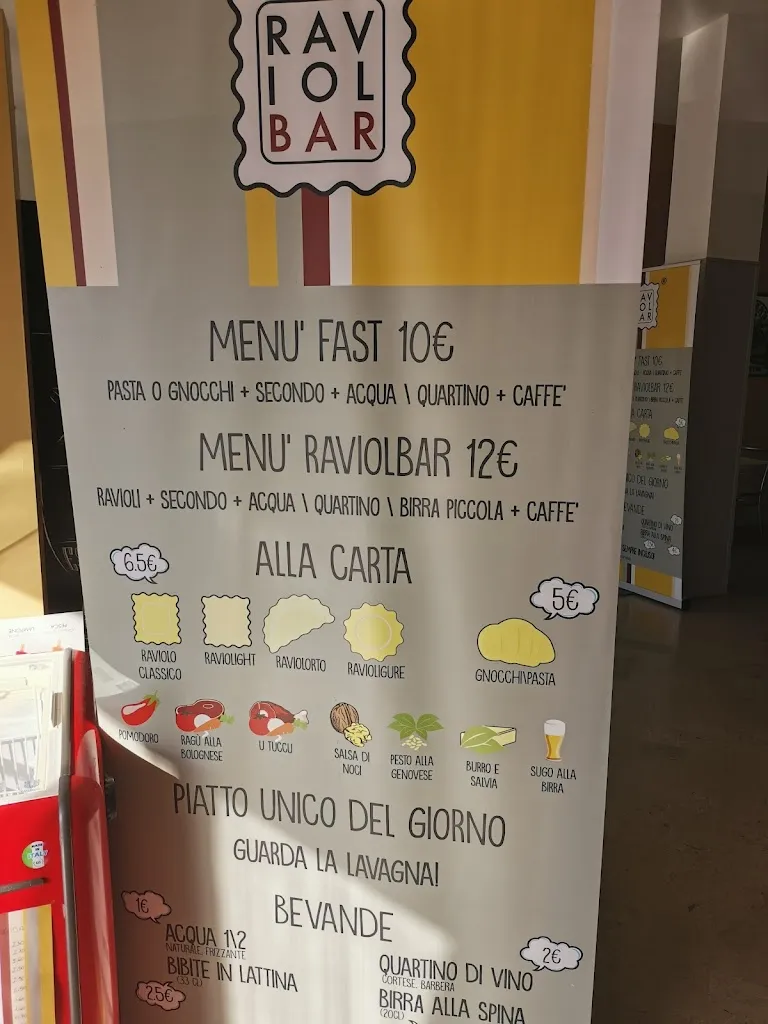 RAV
IOL
BAR
MENU' FAST 10€
PASTA O GNOCCHI + SECONDO + ACQUA \ QUARTINO + CAFFE'
MENU' RAVIOLBAR 12€
RAVIOLI + SECONDO + ACQUA \ QUARTINO \ BIRRA PICCOLA + CAFFE'
ALLA CARTA
6.5€
5€
RAVIOLO
CLASSICO
RAVIOLIGHT
RAVIOLORTO
RAVIOLIGURE
GNOCCHI\PASTA
POMODORO
RAGÙ ALLA
BOLOGNESE
U TUCCU
SALSA DI
NOCI
PESTO ALLA
GENOVESE
BURRO E
SALVIA
SUGO ALLA
BIRRA
PIATTO UNICO DEL GIORNO
GUARDA LA LAVAGNA!
BEVANDE
1€
ACQUA 1\2
NATURALE, FRIZZANTE
BIBITE IN LATTINA
(33 CL)
2.5€
2€
QUARTINO DI VINO
CORTESE, BARBERA
BIRRA ALLA SPINA
(20CL)